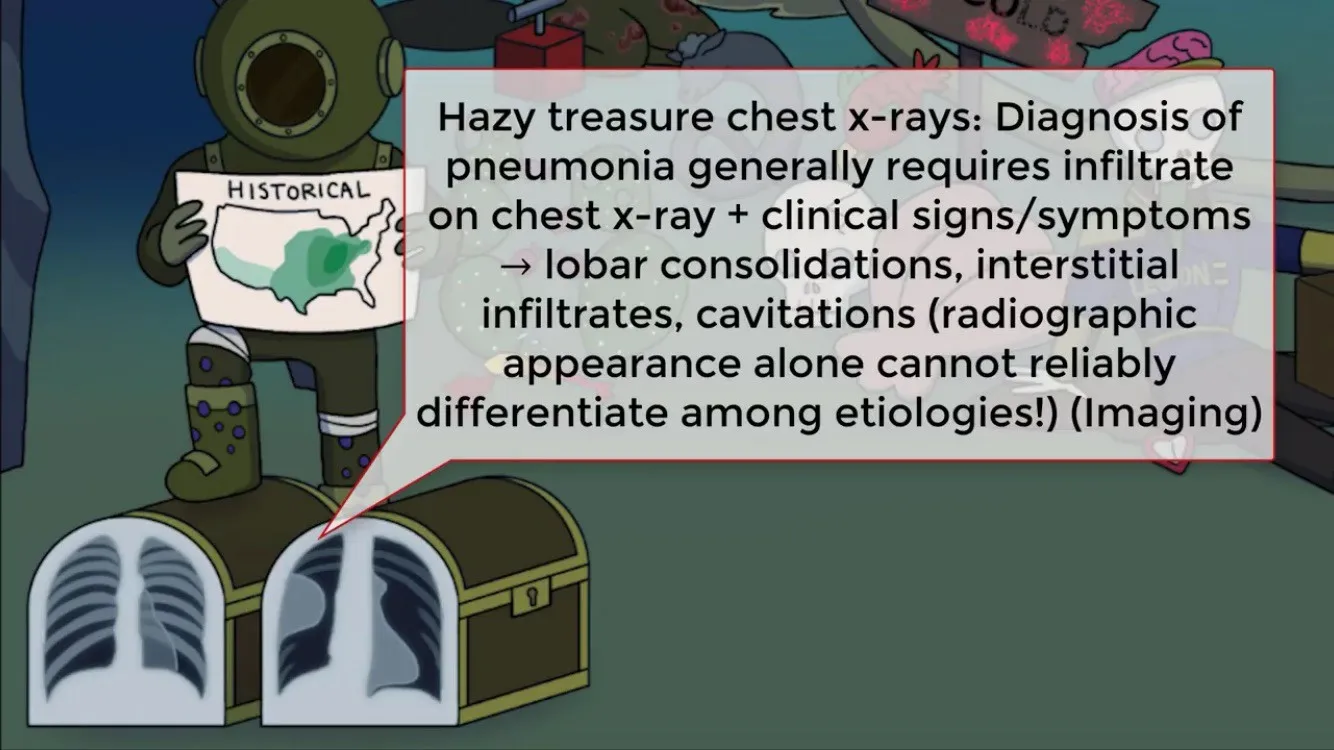 COLD
HISTORICAL
Hazy treasure chest x-rays: Diagnosis of
pneumonia generally requires infiltrate
on chest x-ray + clinical signs/symptoms
→ lobar consolidations, interstitial
infiltrates, cavitations (radiographic
appearance alone cannot reliably
differentiate among etiologies!) (Imaging)